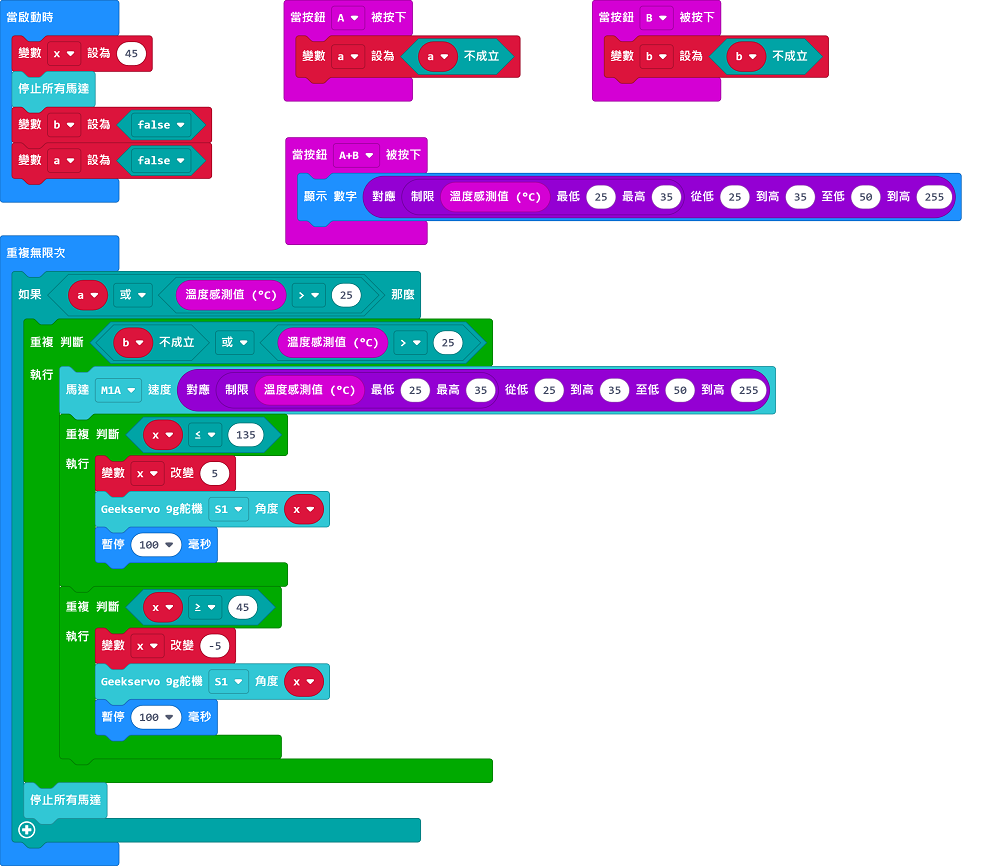 當啟動時
變數 x 設為 45
停止所有馬達
變數 b 設為 false
變數 a 設為 false
當按鈕 A 被按下
變數 a 設為 a 不成立
當按鈕 B 被按下
變數 b 設為 b 不成立
當按鈕 A+B 被按下
顯示 數字 對應 制限 溫度感測值 (°C) 最低 25 最高 35 從低 25 到高 35 至低 50 到高 255
重複無限次
如果 a 或 溫度感測值 (°C) > 25 那麼
重複 判斷 b 不成立 或 溫度感測值 (°C) > 25
執行
馬達 M1A 速度 對應 制限 溫度感測值 (°C) 最低 25 最高 35 從低 25 到高 35 至低 50 到高 255
重複 判斷 x ≤ 135
執行
變數 x 改變 5
Geekservo 9g舵機 S1 角度 x
暫停 100 毫秒
重複 判斷 x ≥ 45
執行
變數 x 改變 -5
Geekservo 9g舵機 S1 角度 x
暫停 100 毫秒
停止所有馬達